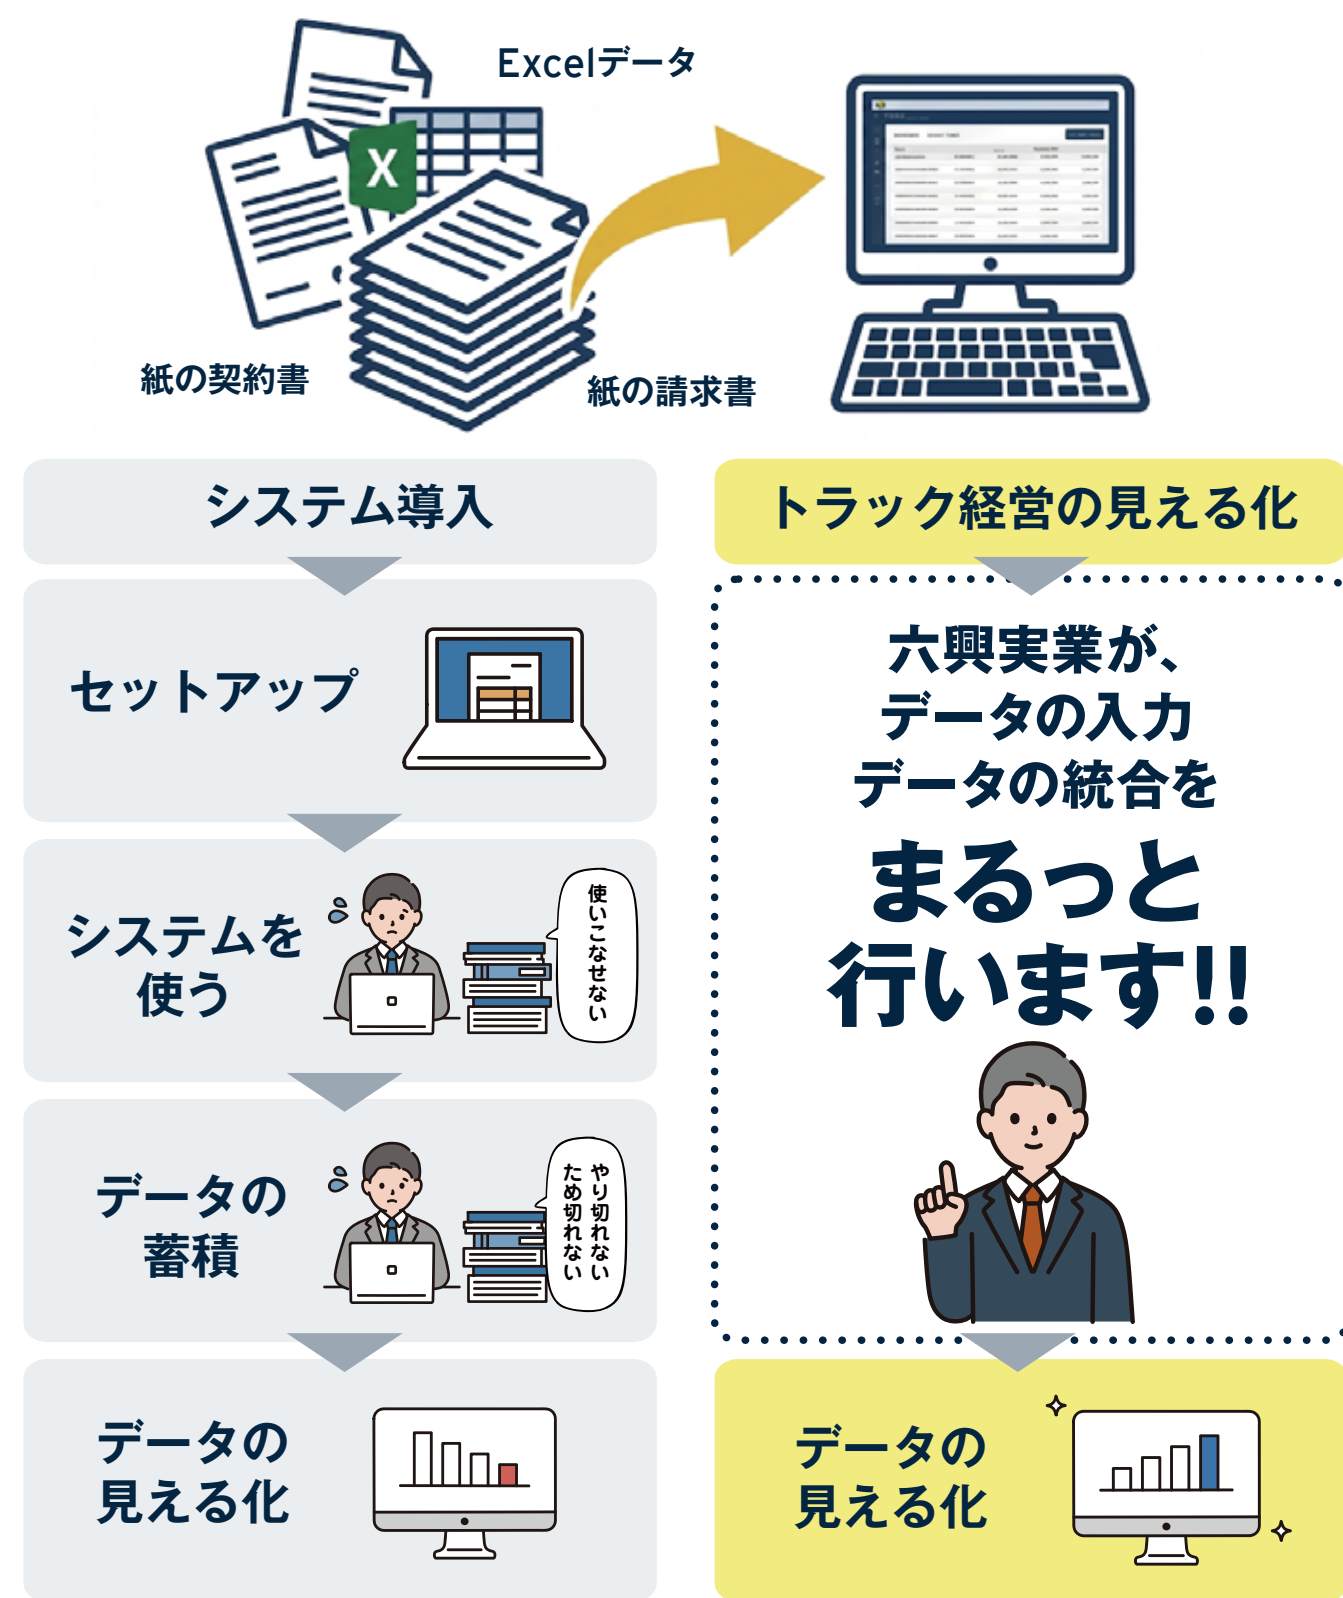 Excelデータ
X
紙の契約書
紙の請求書
システム導入
セットアップ
システムを
使う
使いこなせない
データの
蓄積
やり切れない
ため切れない
データの
見える化
トラック経営の見える化
六興実業が、
データの入力
データの統合を
まるっと
行います!!
データの
見える化